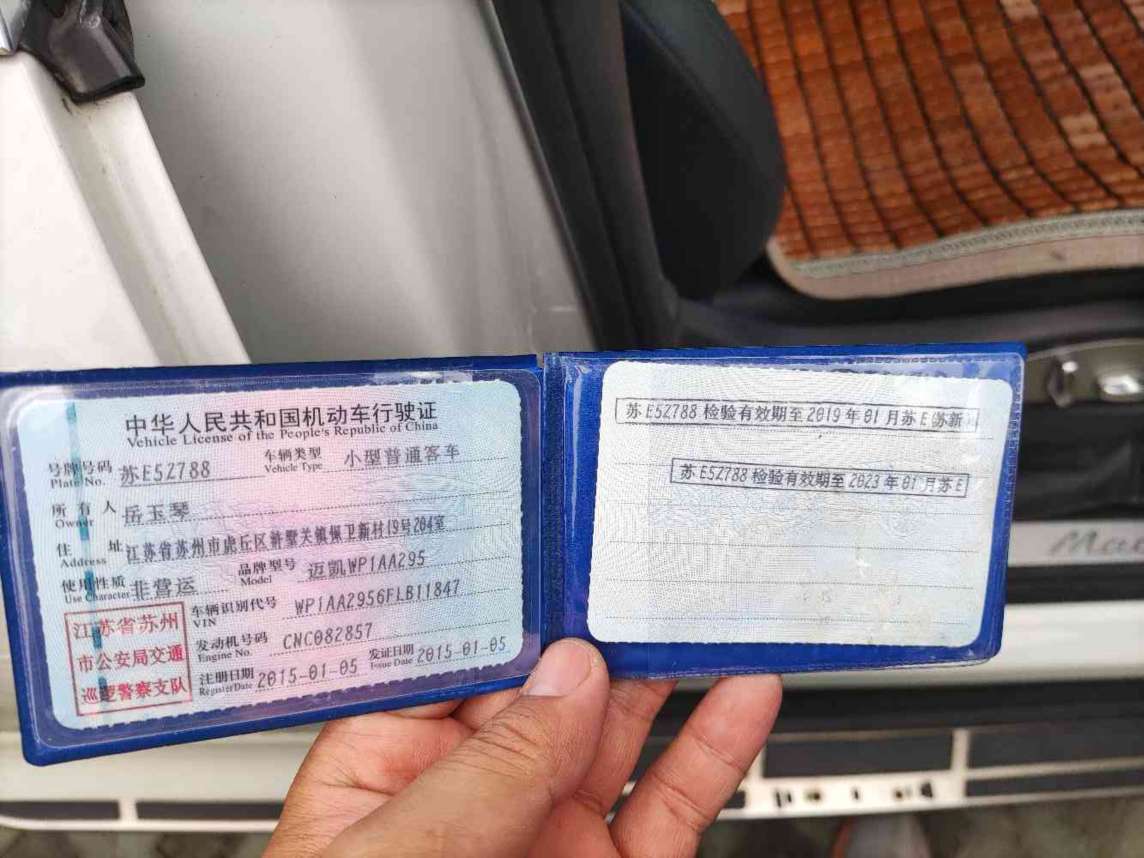 中华人民共和国机动车行驶证
Vehicle License of the People's Republic of China
号牌号码 苏E5Z788 车辆类型 小型普通客车
Plate No. Vehicle Type
所有人 岳玉琴
Owner
住址 江苏省苏州市虎丘区浒墅关镇佩卫新村19号204室
Address
使用性质 非营运 品牌型号 迈凯WP1AA295
Use Character Model
车辆识别代号 WP1AA2956FLB11847
VIN
发动机号码 CNC082857
Engine No.
注册日期 2015-01-05 发证日期 2015-01-05
Register Date Issue Date
江苏省苏州
市公安局交通
巡逻警察支队
苏E5Z788检验有效期至2019年01月苏E苏新
苏E5Z788检验有效期至2023年01月苏E
Mac